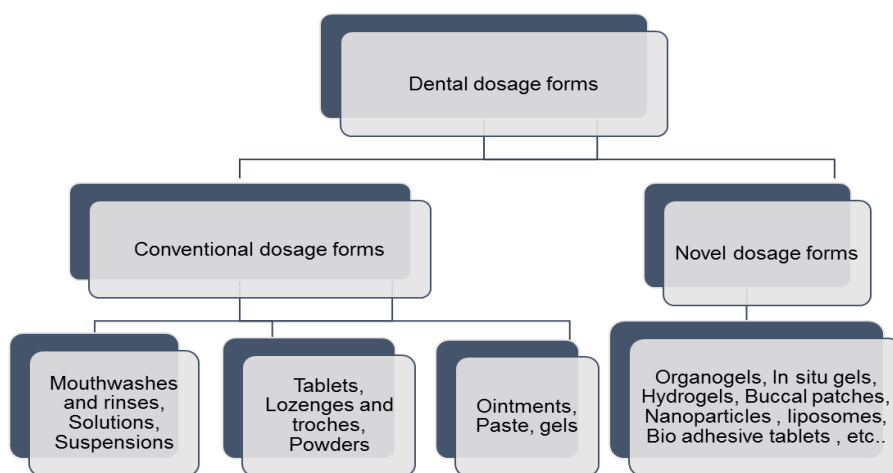 Dental dosage forms
Conventional dosage forms
Novel dosage forms
Mouthwashes
and rinses,
Solutions,
Suspensions
Tablets,
Lozenges and
troches,
Powders
Ointments,
Paste, gels
Organogels, In situ gels,
Hydrogels, Buccal patches,
Nanoparticles , liposomes,
Bio adhesive tablets , etc..